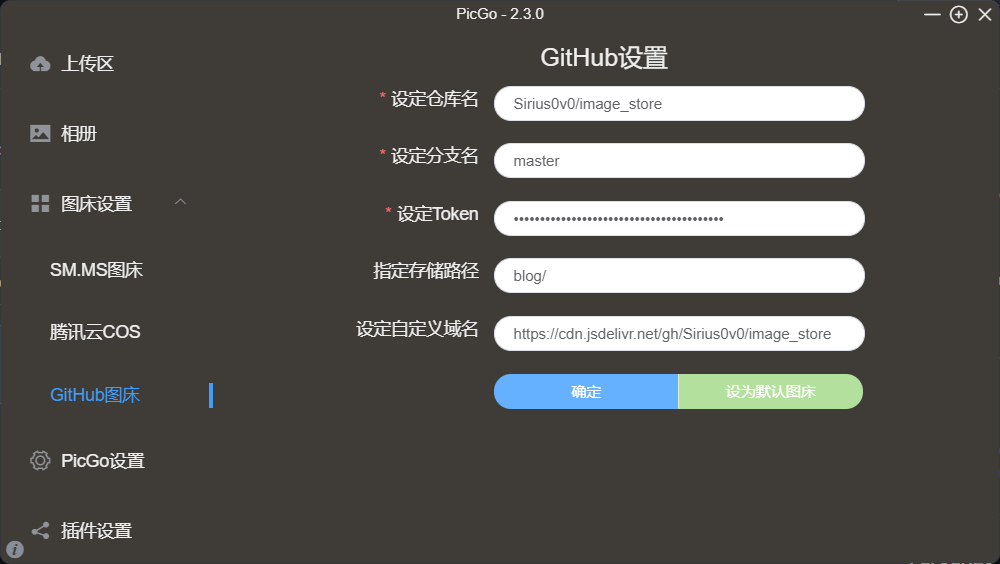 PicGo - 2.3.0
上传区
相册
图床设置
SM.MS图床
腾讯云COS
GitHub图床
PicGo设置
插件设置
GitHub设置
* 设定仓库名
Sirius0v0/image_store
* 设定分支名
master
* 设定Token
••••••••••••••••••••••••••••••••••••••••
指定存储路径
blog/
设定自定义域名
https://cdn.jsdelivr.net/gh/Sirius0v0/image_store
确定
设为默认图床